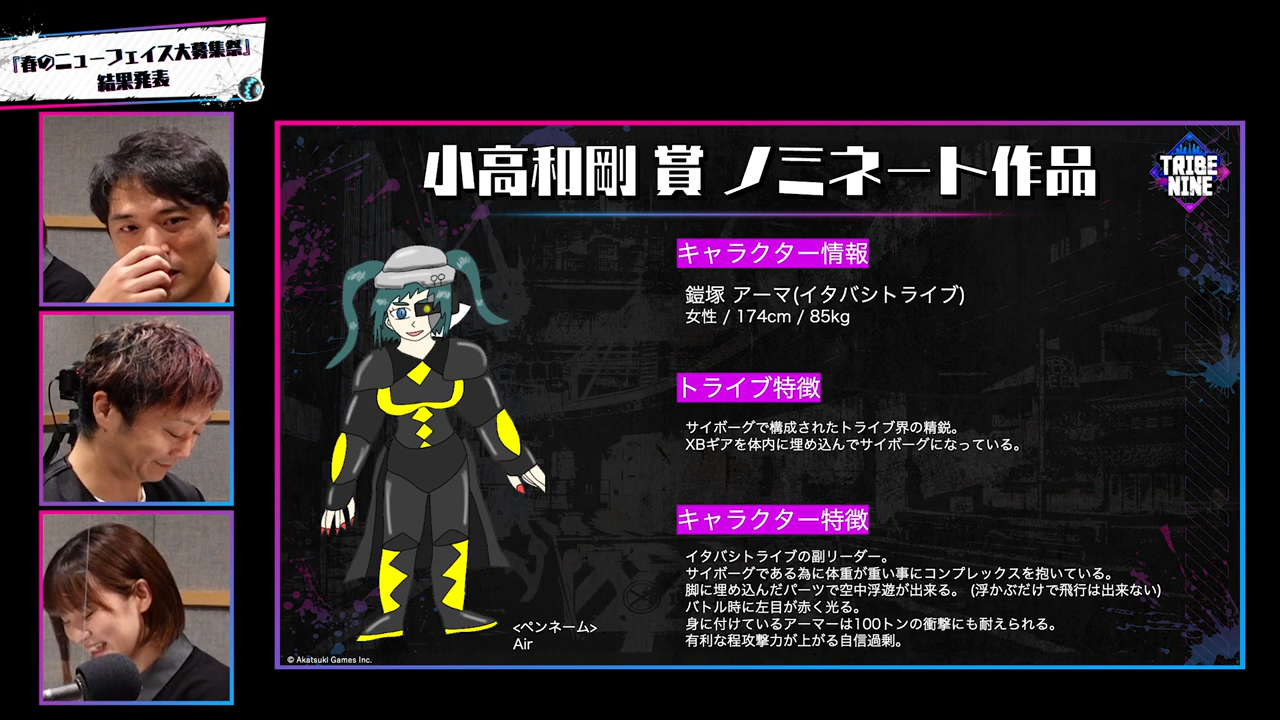 『春のニューフェイス大募集祭』
結果発表
小高和剛 賞 ノミネート作品
TRIBE
NINE
キャラクター情報
鎧塚 アーマ(イタバシトライブ)
女性 / 174cm / 85kg
トライブ特徴
サイボーグで構成されたトライブ界の精鋭。
XBギアを体内に埋め込んでサイボーグになっている。
キャラクター特徴
イタバシトライブの副リーダー。
サイボーグである為に体重が重い事にコンプレックスを抱いている。
脚に埋め込んだパーツで空中浮遊が出来る。 (浮かぶだけで飛行は出来ない)
バトル時に左目が赤く光る。
身に付けているアーマーは100トンの衝撃にも耐えられる。
有利な程攻撃力が上がる自信過剰。
<ペンネーム>
Air
© Akatsuki Games Inc.